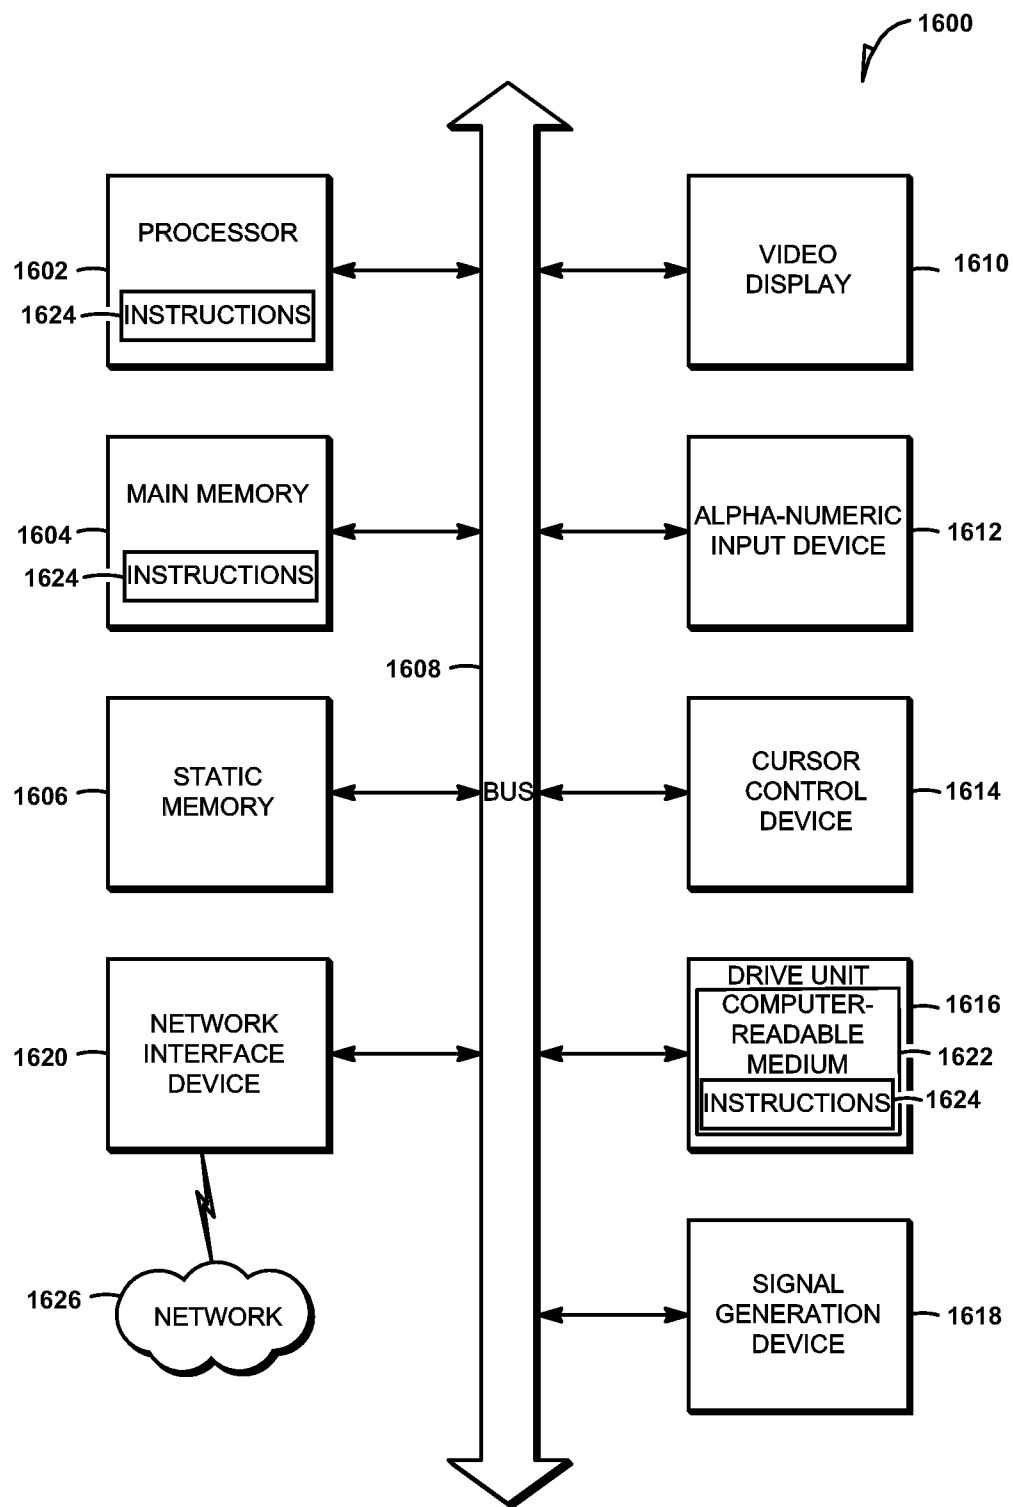 1600
PROCESSOR
1602
1624
INSTRUCTIONS
VIDEO
DISPLAY
1610
MAIN MEMORY
1604
1624
INSTRUCTIONS
ALPHA-NUMERIC
INPUT DEVICE
1612
1608
STATIC
MEMORY
1606
BUS
CURSOR
CONTROL
DEVICE
1614
NETWORK
INTERFACE
DEVICE
1620
DRIVE UNIT
COMPUTER-
READABLE
MEDIUM
INSTRUCTIONS
1616
1622
1624
1626
NETWORK
SIGNAL
GENERATION
DEVICE
1618